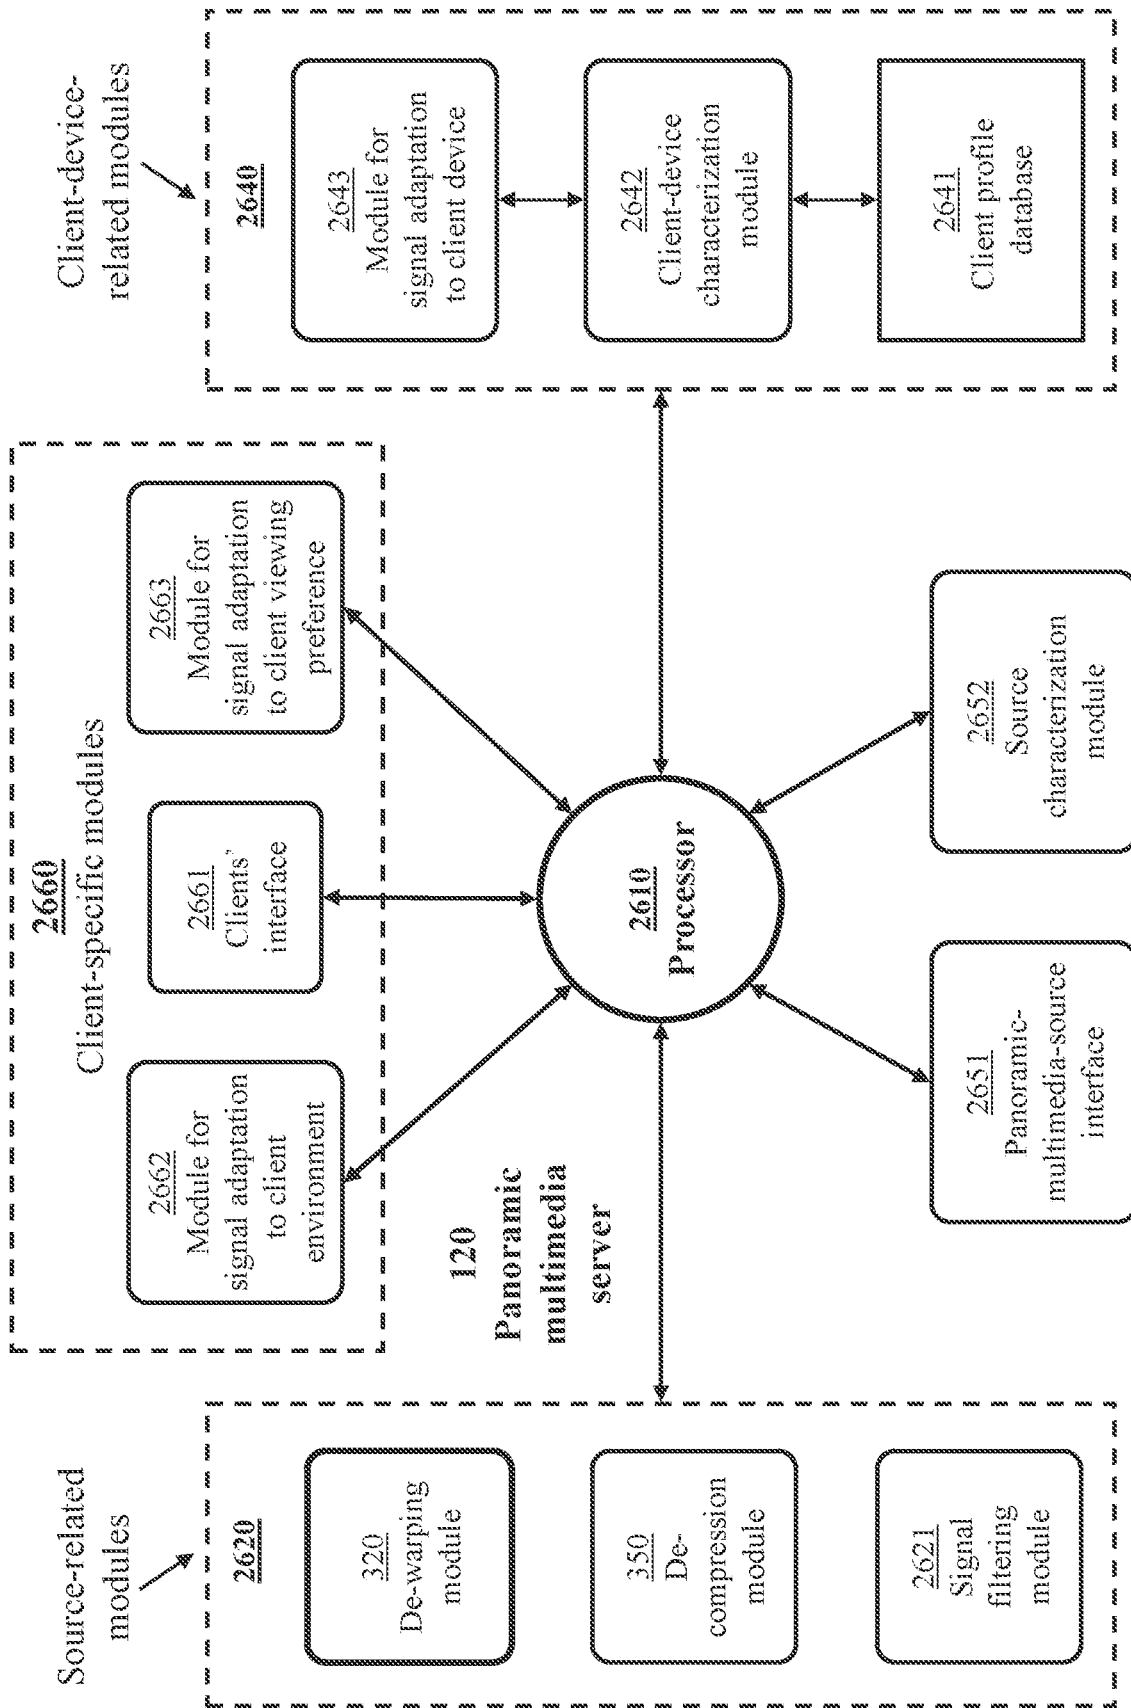 Source-related
modules
2620
320
De-warping
module
350
De-
compression
module
2621
Signal
filtering
module
2660
Client-specific modules
2662
Module for
signal adaptation
to client
environment
2661
Clients'
interface
2663
Module for
signal adaptation
to client viewing
preference
120
Panoramic
multimedia
server
2610
Processor
2651
Panoramic-
multimedia-source
interface
2652
Source
characterization
module
Client-device-
related modules
2640
2643
Module for
signal adaptation
to client device
2642
Client-device
characterization
module
2641
Client profile
database